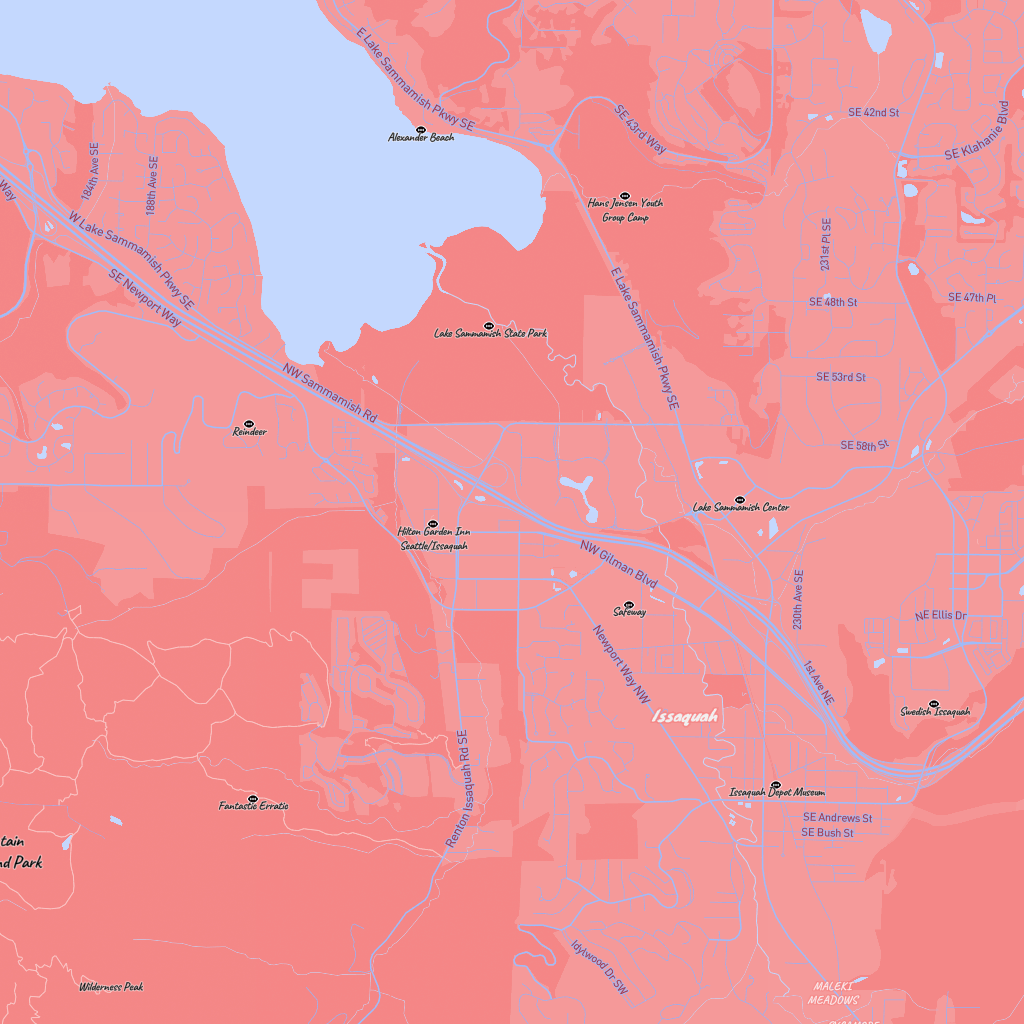 E Lake Sammamish Pkwy SE
Alexander Beach
SE 43rd Way
SE 42nd St
SE Klahanie Blvd
184th Ave SE
188th Ave SE
Way
Hans Jensen Youth
Group Camp
W Lake Sammamish Pkwy SE
SE Newport Way
231st Pl SE
E Lake Sammamish Pkwy SE
SE 48th St
SE 47th Pl
Lake Sammamish State Park
NW Sammamish Rd
SE 53rd St
Reindeer
SE 58th St
Lake Sammamish Center
Hilton Garden Inn
Seattle/Issaquah
NW Gilman Blvd
230th Ave SE
Safeway
NE Ellis Dr
Newport Way NW
1st Ave NE
Issaquah
Swedish Issaquah
Renton Issaquah Rd SE
Issaquah Depot Museum
Fantastic Erratic
SE Andrews St
SE Bush St
tain
nd Park
Idylwood Dr SW
Wilderness Peak
MALEKI
MEADOWS